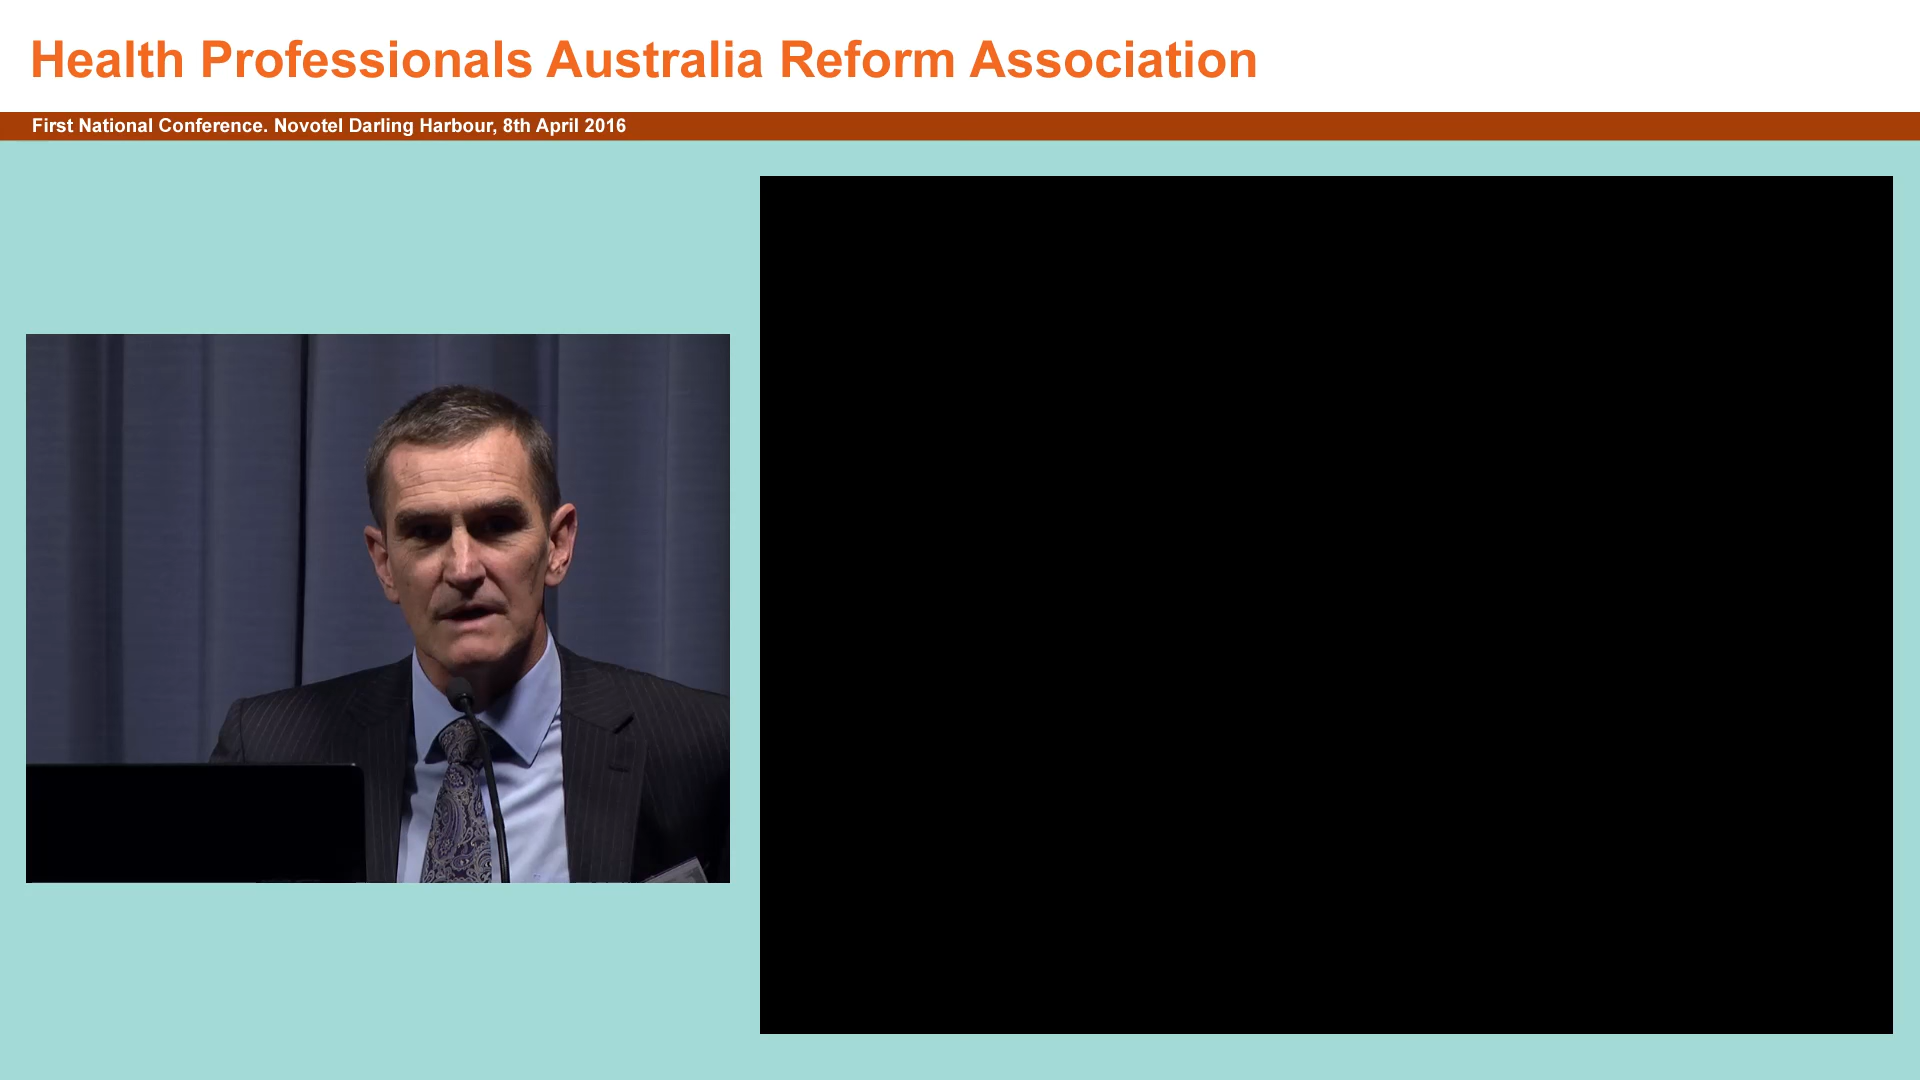 Health Professionals Australia Reform Association
First National Conference. Novotel Darling Harbour, 8th April 2016